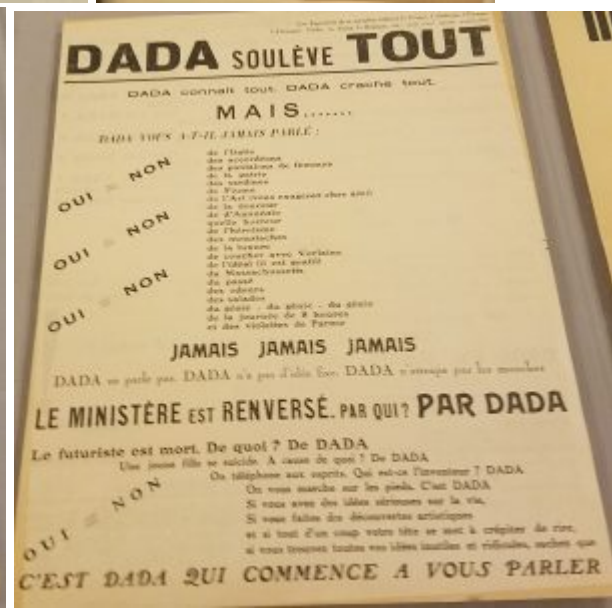 DADA SOULÈVE TOUT
DADA connait tout. DADA crache tout.
MAIS.......
DADA VOUS A-T-IL JAMAIS PARLÉ :
de l'Italie
des accordéons
des pantalons de femmes
de la patrie
des sardines
de Fiume
de l'Art (vous exagérez cher ami)
de la douceur
de d'Annunzio
quelle horreur
de l'héroïsme
des moustaches
de la luxure
de coucher avec Verlaine
de l'idéal (il est gentil)
du Massachussetts
du passé
des odeurs
des salades
du génie - du génie - du génie
de la journée de 8 heures
et des violettes de Parme
OUI = NON
OUI = NON
OUI = NON
JAMAIS JAMAIS JAMAIS
DADA ne parle pas. DADA n'a pas d'idée fixe. DADA n'attrape pas les mouches
LE MINISTÈRE EST RENVERSÉ. PAR QUI? PAR DADA
Le futuriste est mort. De quoi ? De DADA
Une jeune fille se suicide. A cause de quoi ? De DADA
On téléphone aux esprits. Qui est-ce l'inventeur ? DADA
On vous marche sur les pieds. C'est DADA
Si vous avez des idées sérieuses sur la vie,
Si vous faites des découvertes artistiques
et si tout d'un coup votre tête se met à crépiter de rire,
si vous trouvez toutes vos idées inutiles et ridicules, sachez que
OUI = NON
C'EST DADA QUI COMMENCE A VOUS PARLER